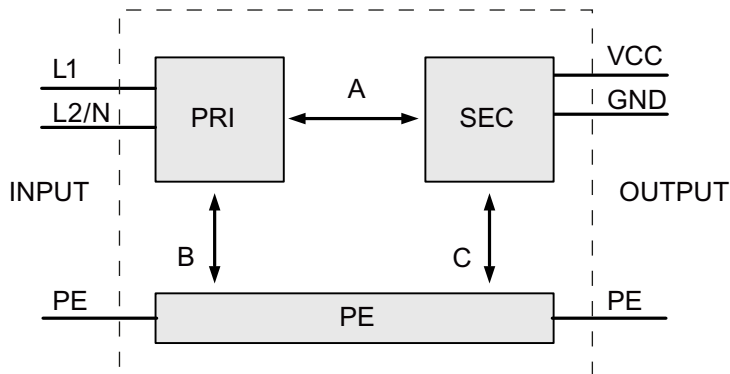 L1
VCC
A
PRI
SEC
L2/N
GND
INPUT
OUTPUT
B
C
PE
PE
PE